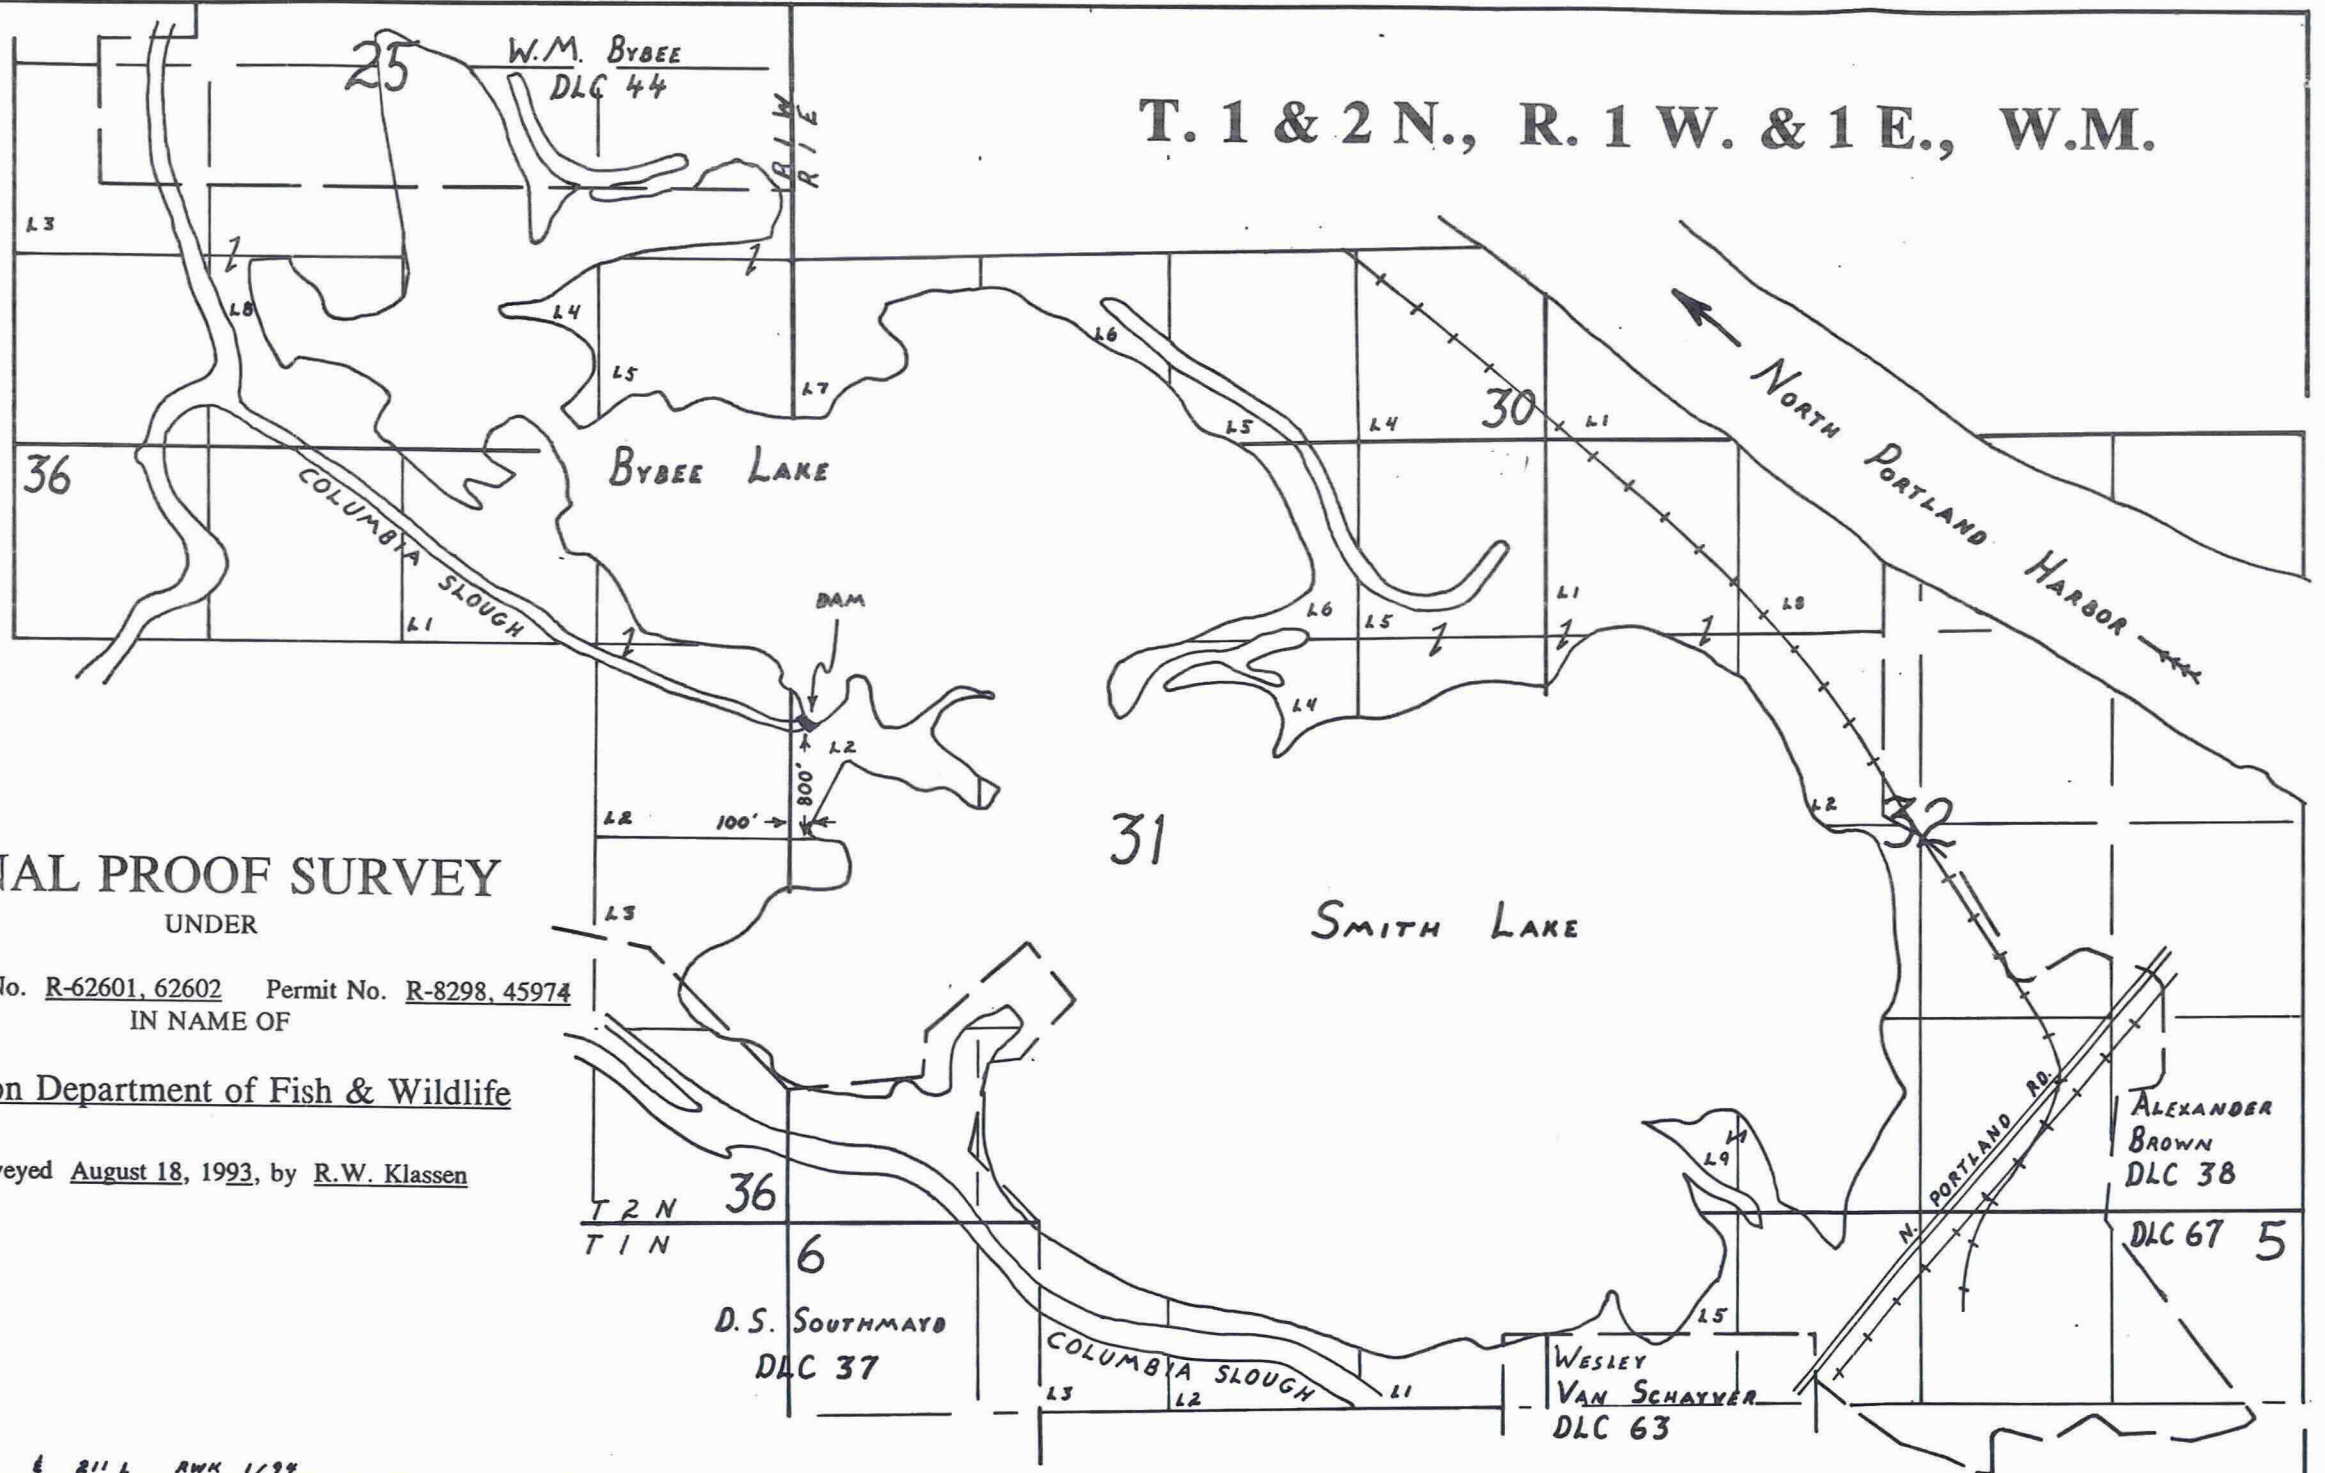 25
W.M. BYBEE
DLC 44
R 1 W
R 1 E
T. 1 & 2 N., R. 1 W. & 1 E., W.M.
L3
L8
L4
L5
L7
L6
L5
L4
30
L1
NORTH PORTLAND HARBOR
36
BYBEE LAKE
COLUMBIA SLOUGH
L1
DAM
L6
L5
L1
L8
L4
L2
800'
100'
L2
L2
31
32
NAL PROOF SURVEY
UNDER
L3
SMITH LAKE
No. R-62601, 62602 Permit No. R-8298, 45974
IN NAME OF
on Department of Fish & Wildlife
veyed August 18, 1993, by R.W. Klassen
L9
N. PORTLAND RD.
ALEXANDER
BROWN
DLC 38
36
T 2 N
T 1 N
6
DLC 67
5
D.S. SOUTHMAYD
DLC 37
COLUMBIA SLOUGH
L3
L2
L1
L5
WESLEY
VAN SCHAYVER
DLC 63
RWK 1/94